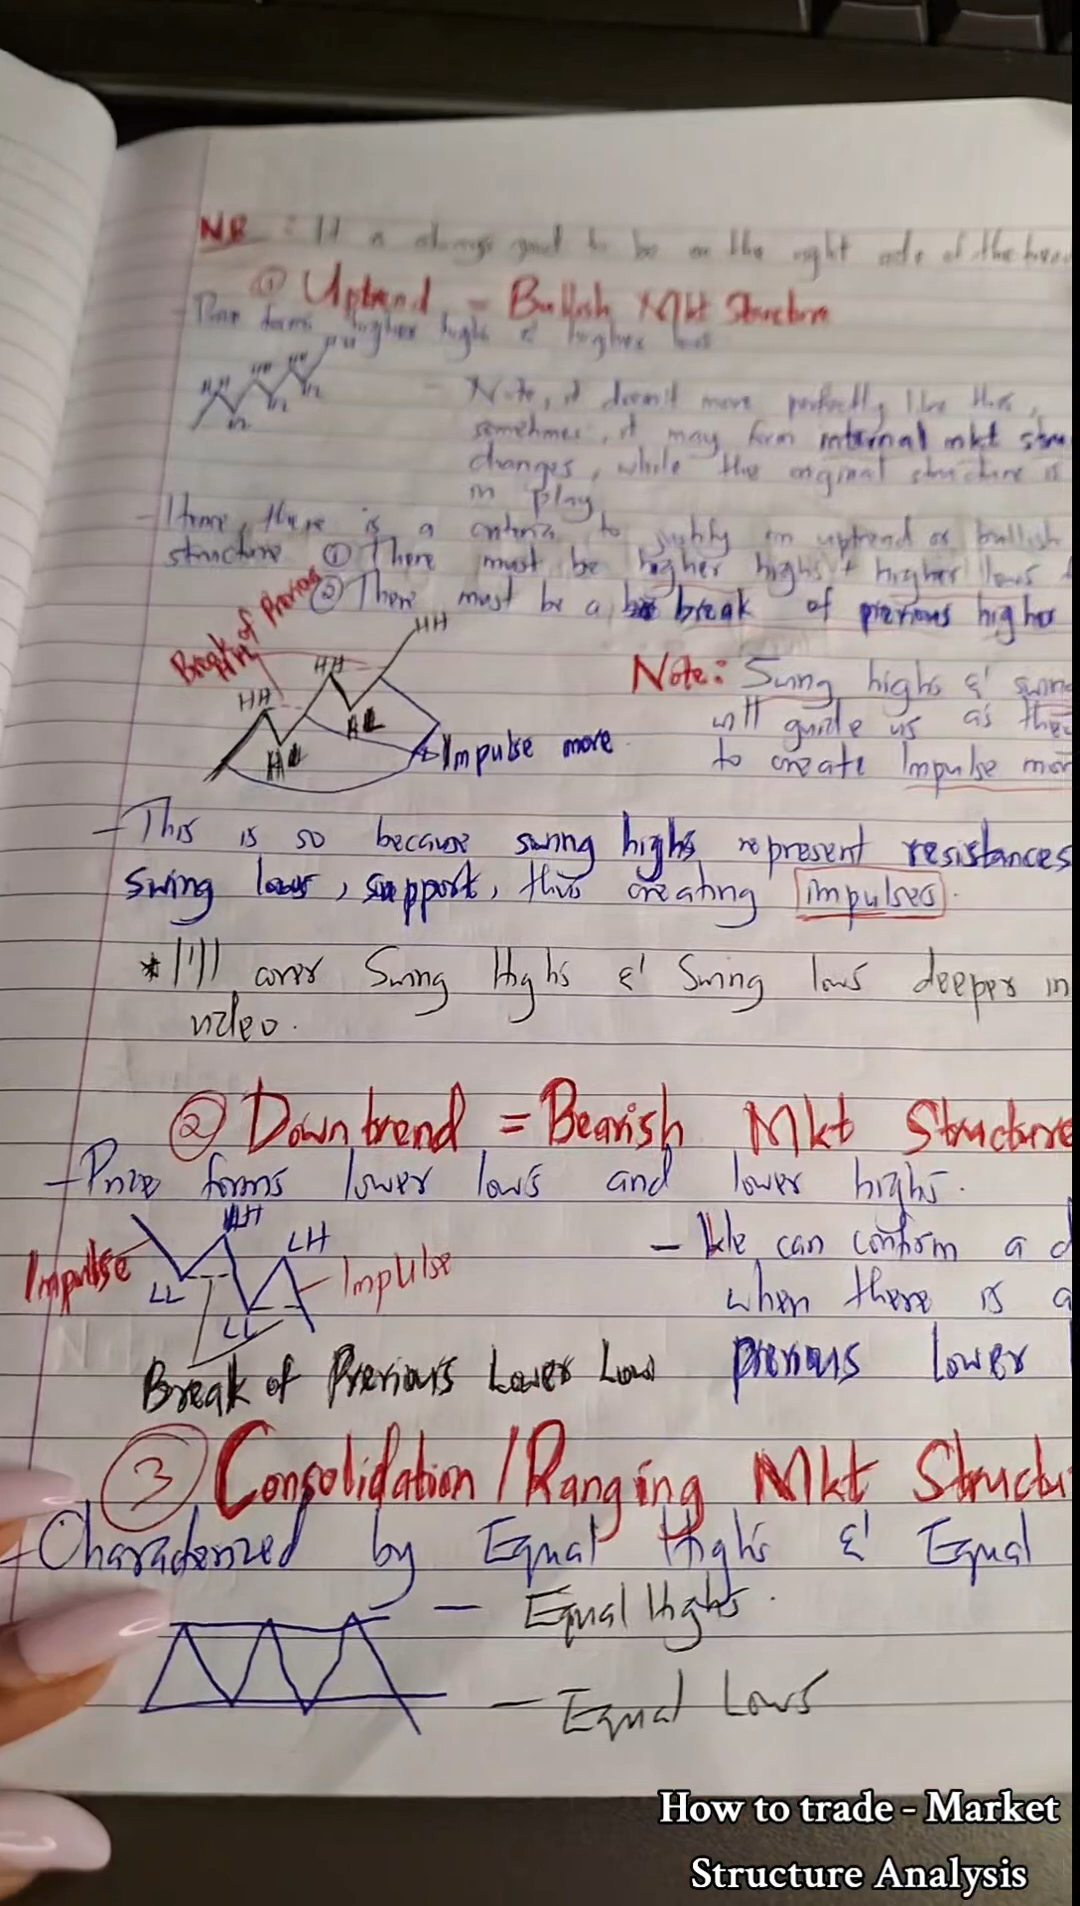 NB : It is always good to be on the right side of the
① Uptrend = Bullish Mkt Structure
- Price forms higher highs & higher lows
HH HH HH HH
HL HL HL
- Note, it doesn't move perfectly like this,
sometimes, it may form internal mkt
changes, while the original structure is
in play
- Hence, there is a criteria to justify an uptrend or bullish
structure ① There must be higher highs + higher lows
② There must be a break of previous higher
Break of Previous
HH
HH HH HH
HL HL
Impulse move
Note: Swing highs & swing
will guide us as they
to create Impulse
- This is so because swing highs represent resistances
swing lows, support, thus creating impulses.
* I'll cover Swing Highs & Swing lows deeper in
video.
② Downtrend = Bearish Mkt Structure
- Price forms lower lows and lower highs.
Impulse
LH
LL LL
Impulse
Break of Previous Lower Low
- We can confirm a
when there is a
previous lower
③ Consolidation/Ranging Mkt
- Characterized by Equal Highs & Equal
- Equal Highs.
- Equal Lows
How to trade - Market
Structure Analysis